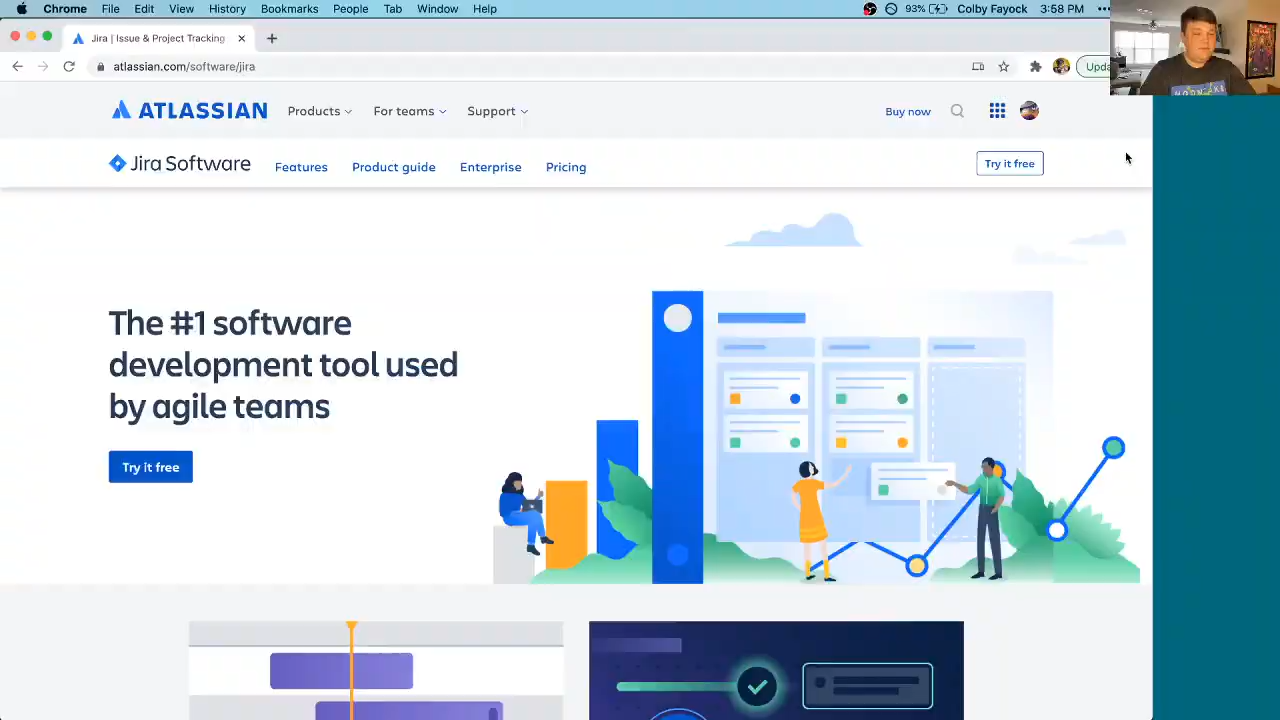 Chrome File Edit View History Bookmarks People Tab Window Help 93% Colby Fayock 3:58 PM
Jira | Issue & Project Tracking
atlassian.com/software/jira
ATLASSIAN Products For teams Support Buy now
Jira Software Features Product guide Enterprise Pricing Try it free
The #1 software
development tool used
by agile teams
Try it free